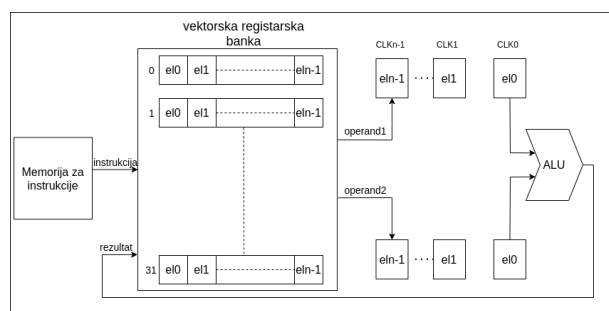 vektorska registarska
banka
CLKn-1 CLK1 CLK0
0 el0 el1 eln-1
eln-1 el1 el0
1 el0 el1 eln-1
operand1
Memorija za
instrukcije
instrukcija
ALU
operand2
rezultat
31 el0 el1 eln-1
eln-1 el1 el0